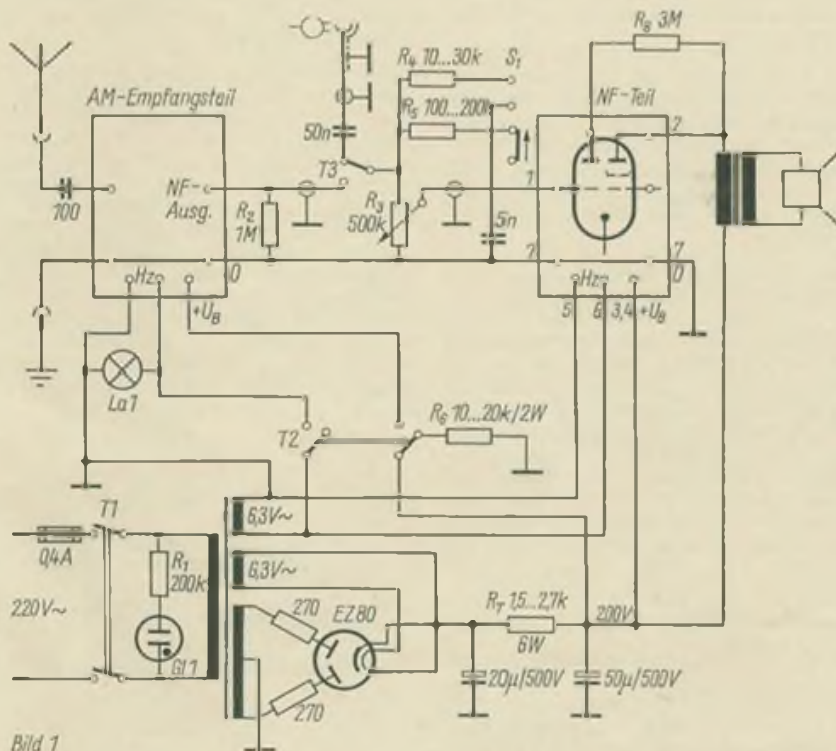 R8 3M
R4 10...30k
S1
AM-Empfangsteil
R5 100...200k
NF-Teil
50n
2
T3
1
NF-
Ausg.
100
R2
1M
R3
500k
5n
0
?
7
0
Hz
+UB
Hz
5
6
3,4
+UB
La1
T2
R6 10...20k/2W
T1
6,3V~
0,4A
R1
200k
6,3V~
270
EZ80
R7 1,5...2,7k
200V
220V~
6W
Gl1
20µ/500V
50µ/500V
270
Bild 1